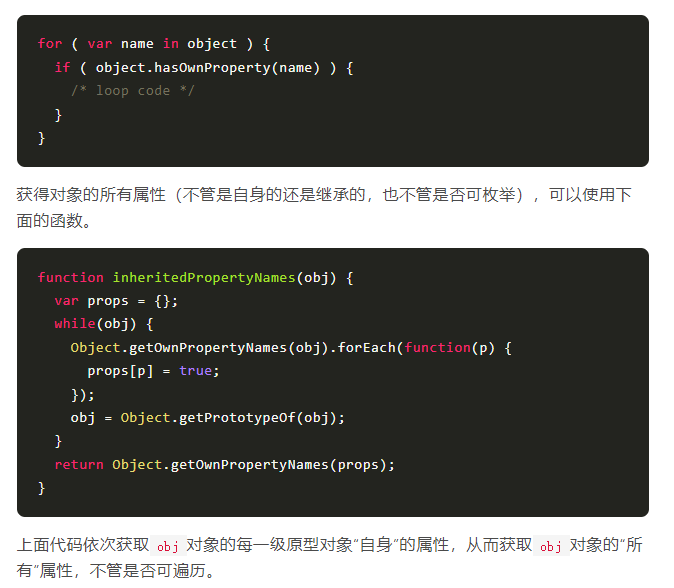 for ( var name in object ) {
  if ( object.hasOwnProperty(name) ) {
    /* loop code */
  }
}
获得对象的所有属性（不管是自身的还是继承的，也不管是否可枚举），可以使用下
面的函数。
function inheritedPropertyNames(obj) {
  var props = {};
  while(obj) {
    Object.getOwnPropertyNames(obj).forEach(function(p) {
      props[p] = true;
    });
    obj = Object.getPrototypeOf(obj);
  }
  return Object.getOwnPropertyNames(props);
}
上面代码依次获取 obj 对象的每一级原型对象“自身”的属性，从而获取 obj 对象的“所
有”属性，不管是否可遍历。